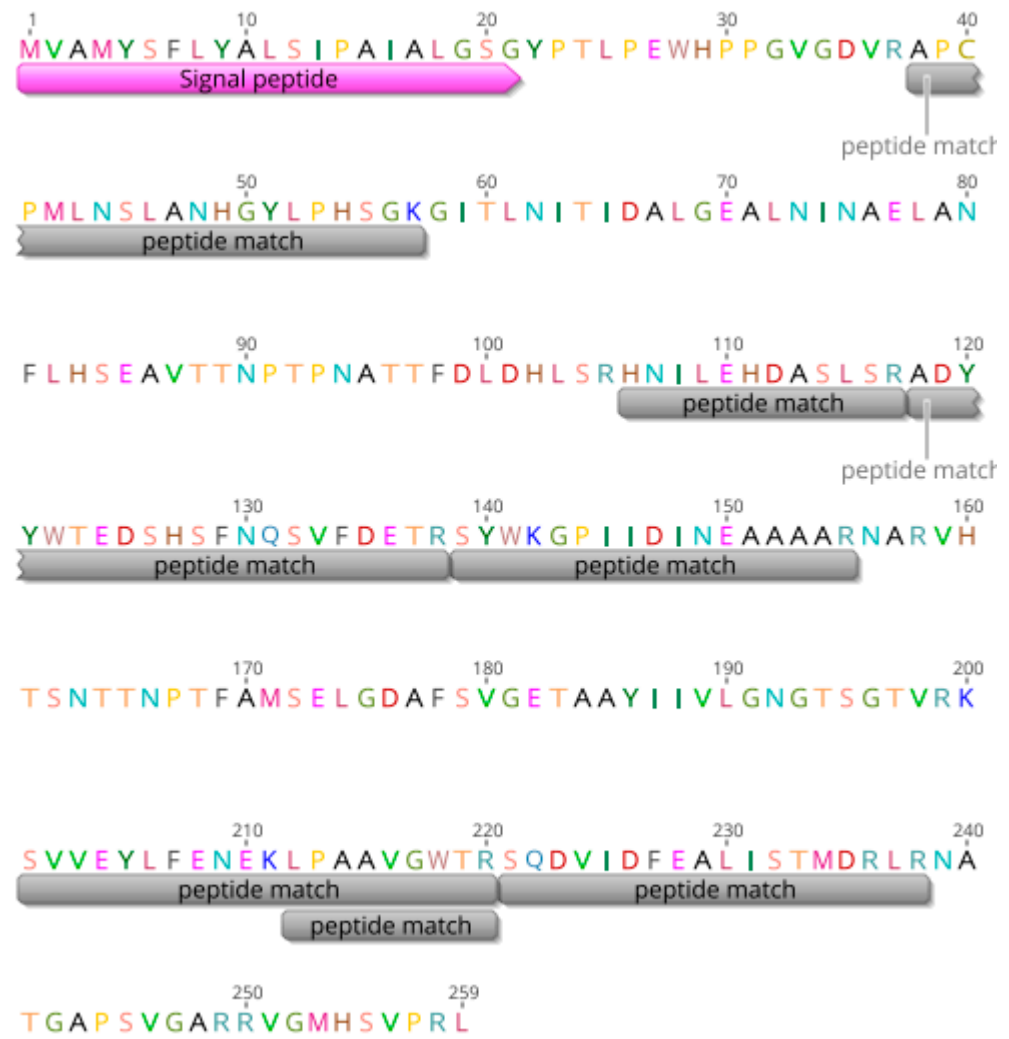 1 10 20 30 40
MVAMYSFLYALSIPAIALGSGYPTLPEWHPPGVGDVRAPC
Signal peptide
peptide match
50 60 70 80
PMLNSLANHGYLPHSGKGITLNITIDALGEALNINAELAN
peptide match
90 100 110 120
FLHSEAVTTNPTPNATTFDLDHLSRHNILEHDASLSRADY
peptide match
peptide match
130 140 150 160
YWTEDSHSFNQSVFDETRSYWKGPIIDINEAAAARNARVH
peptide match peptide match
170 180 190 200
TSNTTNPTFAMSELGDAFSVGETAAYIIVLGNGTSGTVRK
210 220 230 240
SVVEYLFENEKLPAAVGWTRSQDVIDFEALISTMDRLRNA
peptide match peptide match
peptide match
250 259
TGAPSVGARRVGMHSVPRL